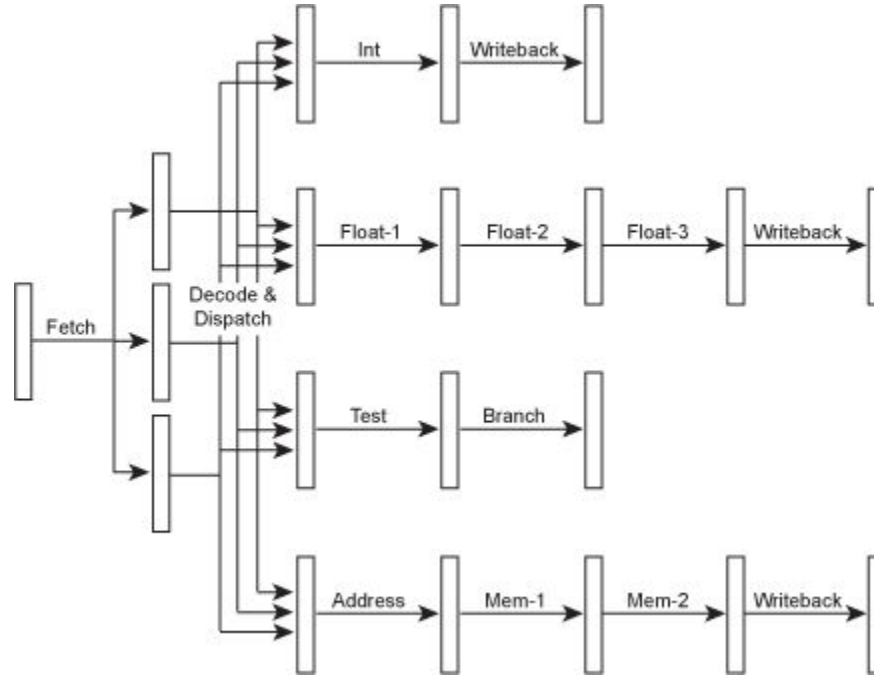 Int
Writeback
Float-1
Float-2
Float-3
Writeback
Decode &
Dispatch
Fetch
Test
Branch
Address
Mem-1
Mem-2
Writeback